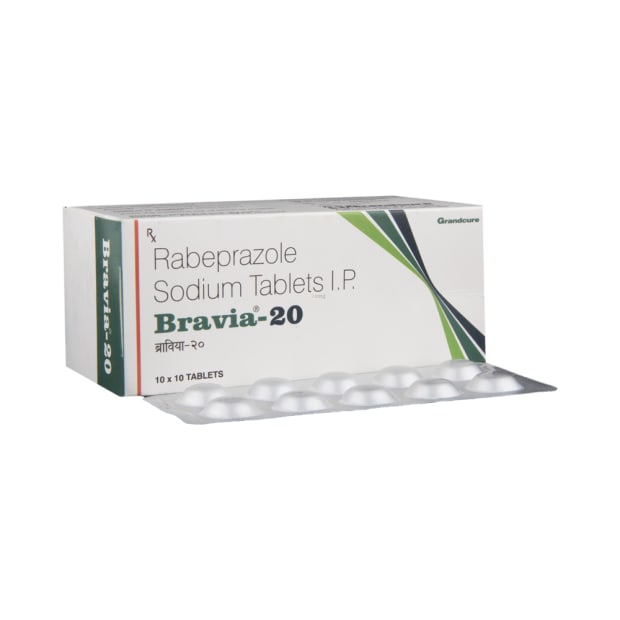 Bravia-20
Rx
Rabeprazole
Sodium Tablets I.P.
Bravia®-20
ब्राविया-२०
10 x 10 TABLETS
Grandcure